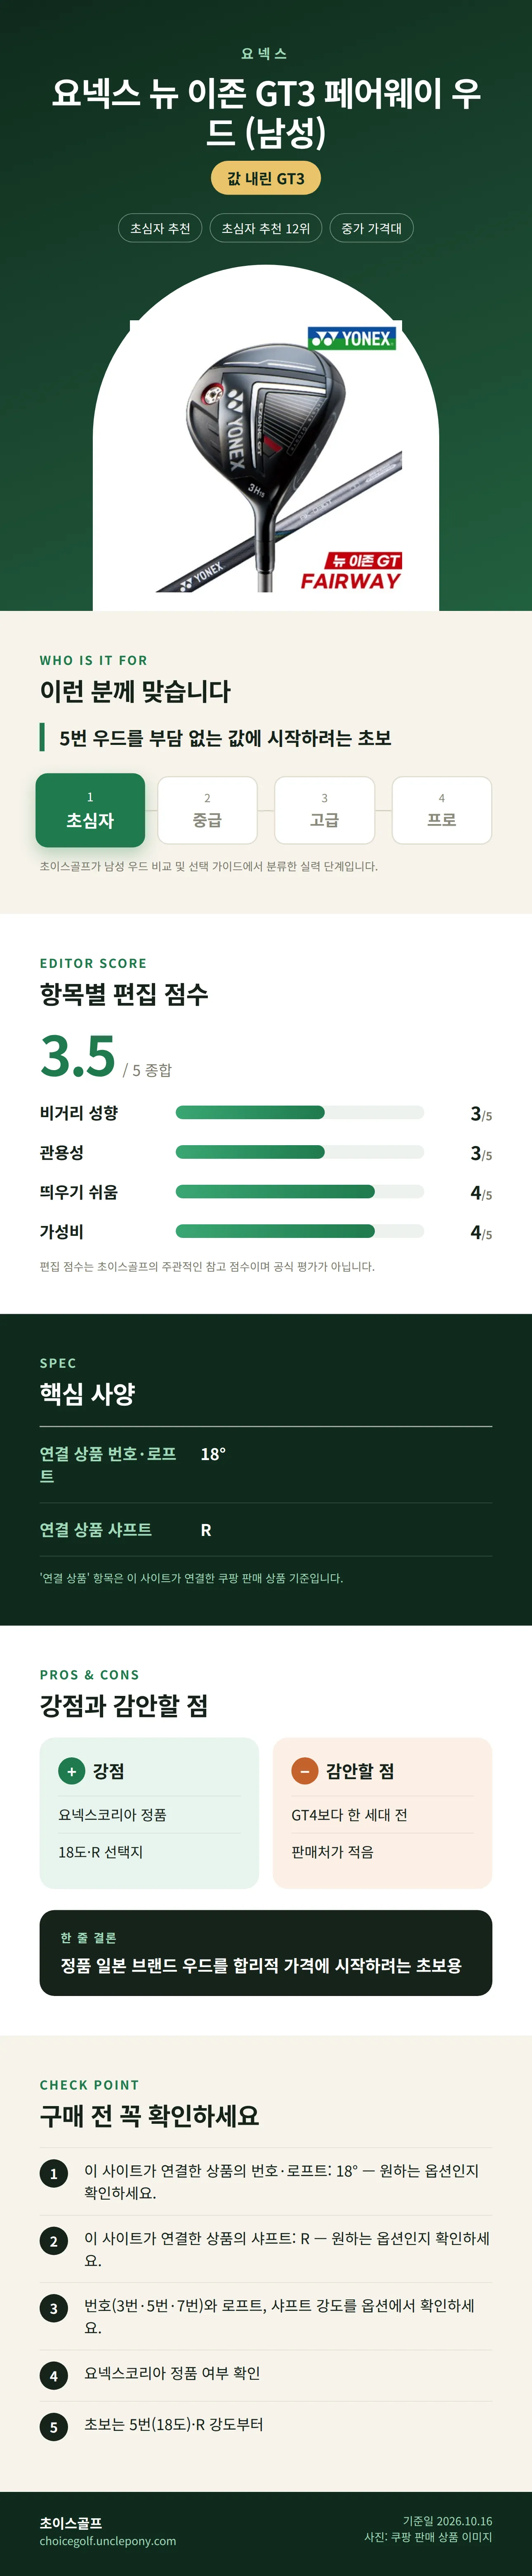 요넥스
요넥스 뉴 이존 GT3 페어웨이 우
드 (남성)
값 내린 GT3
초심자 추천
초심자 추천 12위
중가 가격대
YONEX
YONEX
3H15
YONEX
뉴 이존 GT
FAIRWAY
WHO IS IT FOR
이런 분께 맞습니다
5번 우드를 부담 없는 값에 시작하려는 초보
1
초심자
2
중급
3
고급
4
프로
초이스골프가 남성 우드 비교 및 선택 가이드에서 분류한 실력 단계입니다.
EDITOR SCORE
항목별 편집 점수
3.5 / 5 종합
비거리 성향 3/5
관용성 3/5
띄우기 쉬움 4/5
가성비 4/5
편집 점수는 초이스골프의 주관적인 참고 점수이며 공식 평가가 아닙니다.
SPEC
핵심 사양
연결 상품 번호·로프
트
18°
연결 상품 샤프트 R
'연결 상품' 항목은 이 사이트가 연결한 쿠팡 판매 상품 기준입니다.
PROS & CONS
강점과 감안할 점
+ 강점
요넥스코리아 정품
18도·R 선택지
− 감안할 점
GT4보다 한 세대 전
판매처가 적음
한 줄 결론
정품 일본 브랜드 우드를 합리적 가격에 시작하려는 초보용
CHECK POINT
구매 전 꼭 확인하세요
1 이 사이트가 연결한 상품의 번호·로프트: 18° — 원하는 옵션인지
확인하세요.
2 이 사이트가 연결한 상품의 샤프트: R — 원하는 옵션인지 확인하세
요.
3 번호(3번·5번·7번)와 로프트, 샤프트 강도를 옵션에서 확인하세
요.
4 요넥스코리아 정품 여부 확인
5 초보는 5번(18도)·R 강도부터
초이스골프
choicegolf.unclepony.com
기준일 2026.10.16
사진: 쿠팡 판매 상품 이미지